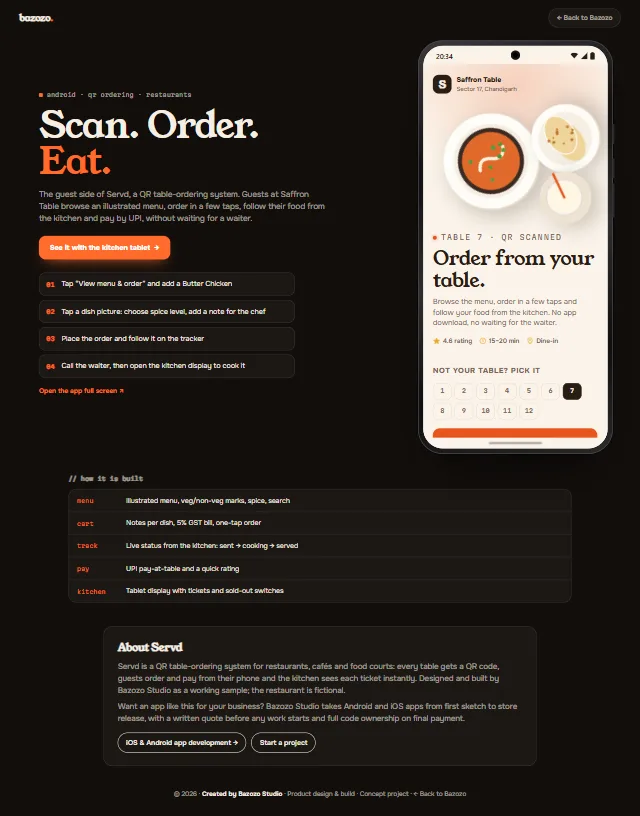 bazozo.
← Back to Bazozo
android · qr ordering · restaurants
Scan. Order.
Eat.
The guest side of Servd, a QR table-ordering system. Guests at Saffron
Table browse an illustrated menu, order in a few taps, follow their food from
the kitchen and pay by UPI, without waiting for a waiter.
See it with the kitchen tablet →
01 Tap "View menu & order" and add a Butter Chicken
02 Tap a dish picture: choose spice level, add a note for the chef
03 Place the order and follow it on the tracker
04 Call the waiter, then open the kitchen display to cook it
Open the app full screen ↗
20:34
S
Saffron Table
Sector 17, Chandigarh
TABLE 7 · QR SCANNED
Order from your
table.
Browse the menu, order in a few taps and
follow your food from the kitchen. No app
download, no waiting for the waiter.
4.6 rating 15–20 min Dine-in
NOT YOUR TABLE? PICK IT
1 2 3 4 5 6 7
8 9 10 11 12
// how it is built
menu Illustrated menu, veg/non-veg marks, spice, search
cart Notes per dish, 5% GST bill, one-tap order
track Live status from the kitchen: sent → cooking → served
pay UPI pay-at-table and a quick rating
kitchen Tablet display with tickets and sold-out switches
About Servd
Servd is a QR table-ordering system for restaurants, cafés and food courts: every table gets a QR code,
guests order and pay from their phone and the kitchen sees each ticket instantly. Designed and built by
Bazozo Studio as a working sample; the restaurant is fictional.
Want an app like this for your business? Bazozo Studio takes Android and iOS apps from first sketch to store
release, with a written quote before any work starts and full code ownership on final payment.
iOS & Android app development →
Start a project
© 2026 · Created by Bazozo Studio · Product design & build · Concept project · ← Back to Bazozo